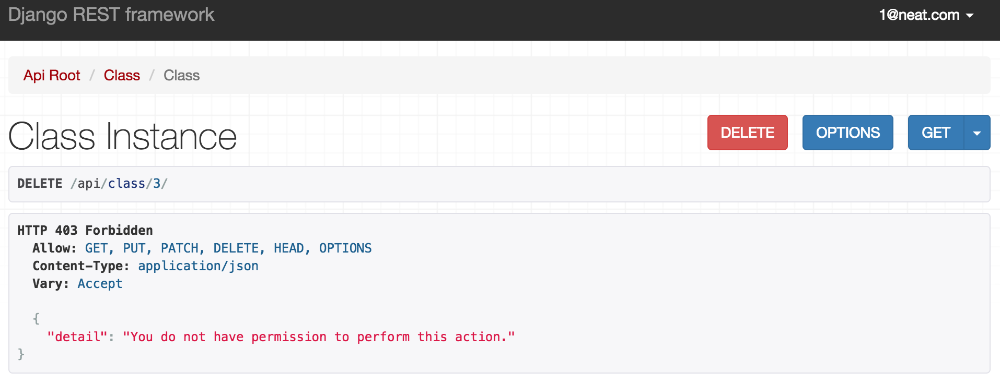 Django REST framework 1@neat.com
Api Root / Class / Class
Class Instance DELETE OPTIONS GET
DELETE /api/class/3/
HTTP 403 Forbidden
Allow: GET, PUT, PATCH, DELETE, HEAD, OPTIONS
Content-Type: application/json
Vary: Accept
{
"detail": "You do not have permission to perform this action."
}